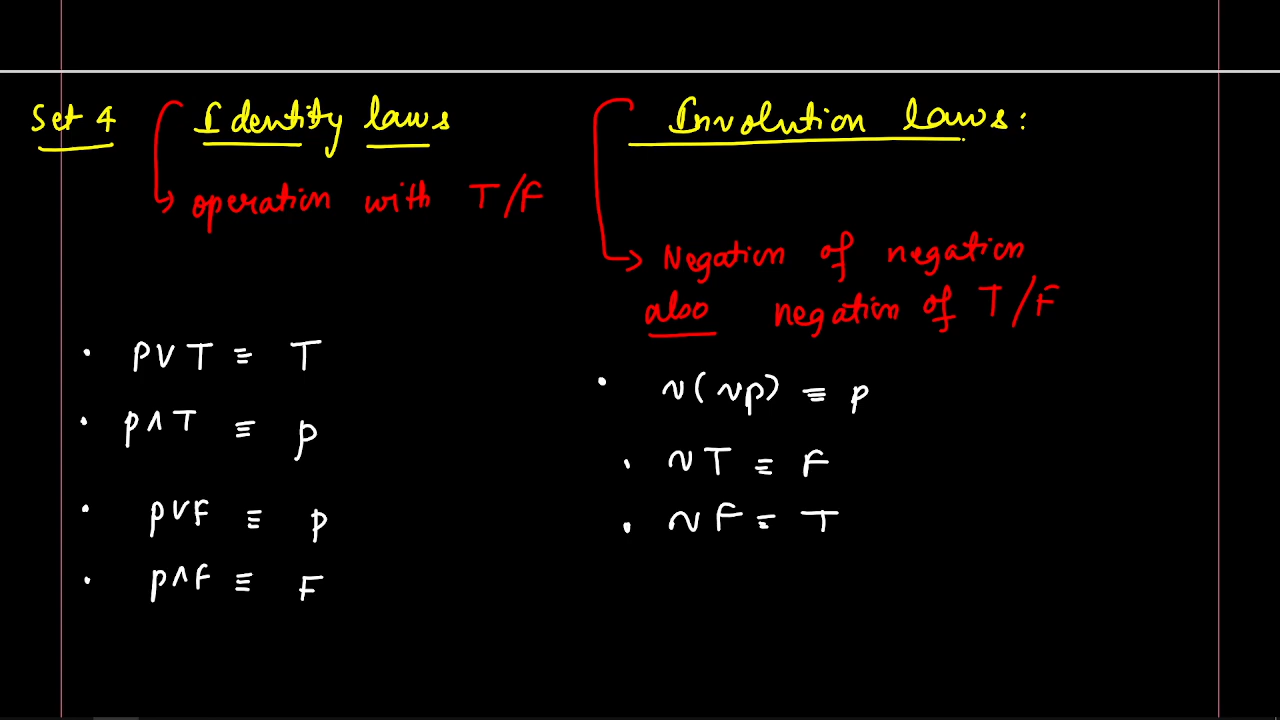 Set 4 Identity laws
operation with T/F
p∨T ≡ T
p∧T ≡ p
p∨F ≡ p
p∧F ≡ F
Involution laws:
Negation of negation
also negation of T/F
~(~p) ≡ p
~T ≡ F
~F ≡ T